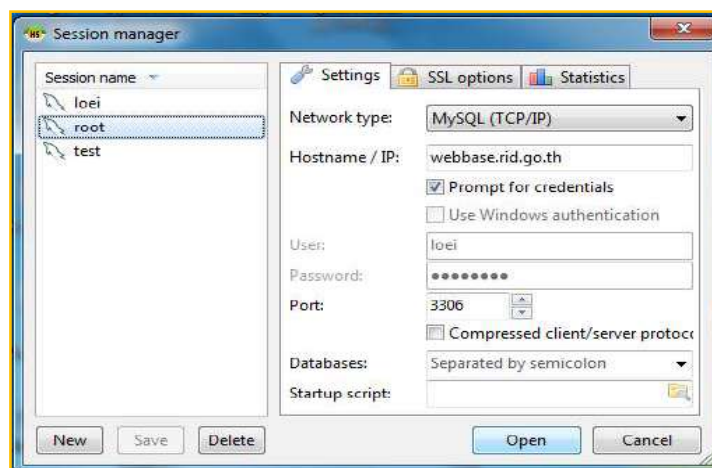 HS Session manager
Session name
loei
root
test
Settings SSL options Statistics
Network type: MySQL (TCP/IP)
Hostname / IP: webbase.rid.go.th
Prompt for credentials
Use Windows authentication
User: loei
Password: ●●●●●●●●
Port: 3306
Compressed client/server protoc
Databases: Separated by semicolon
Startup script:
New Save Delete Open Cancel